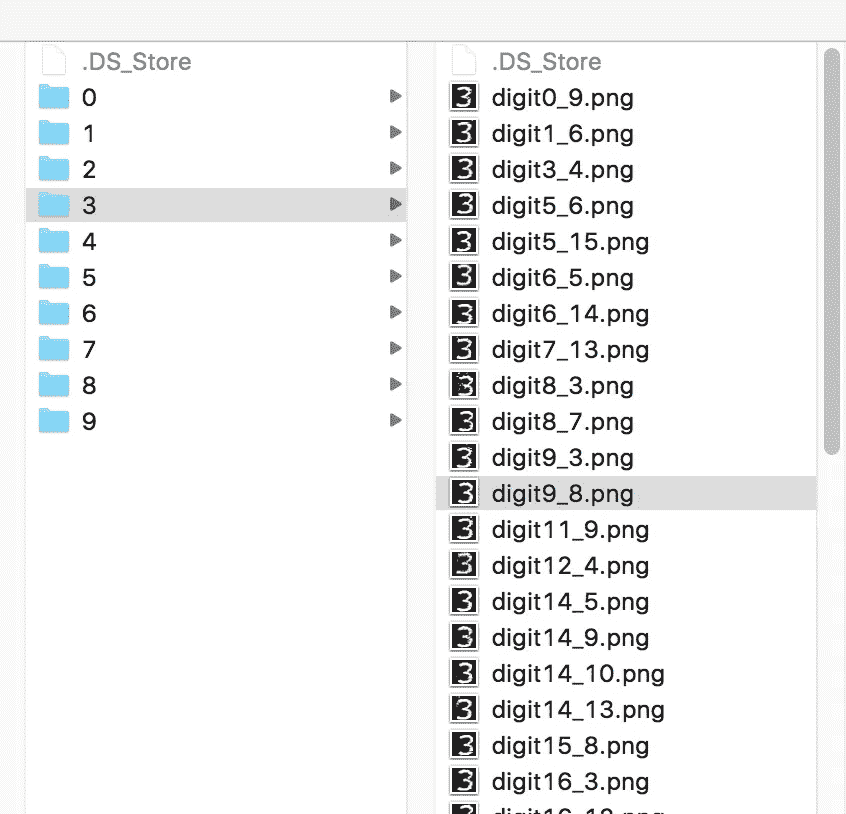 .DS_Store
0
1
2
3
4
5
6
7
8
9
.DS_Store
digit0_9.png
digit1_6.png
digit3_4.png
digit5_6.png
digit5_15.png
digit6_5.png
digit6_14.png
digit7_13.png
digit8_3.png
digit8_7.png
digit9_3.png
digit9_8.png
digit11_9.png
digit12_4.png
digit14_5.png
digit14_9.png
digit14_10.png
digit14_13.png
digit15_8.png
digit16_3.png